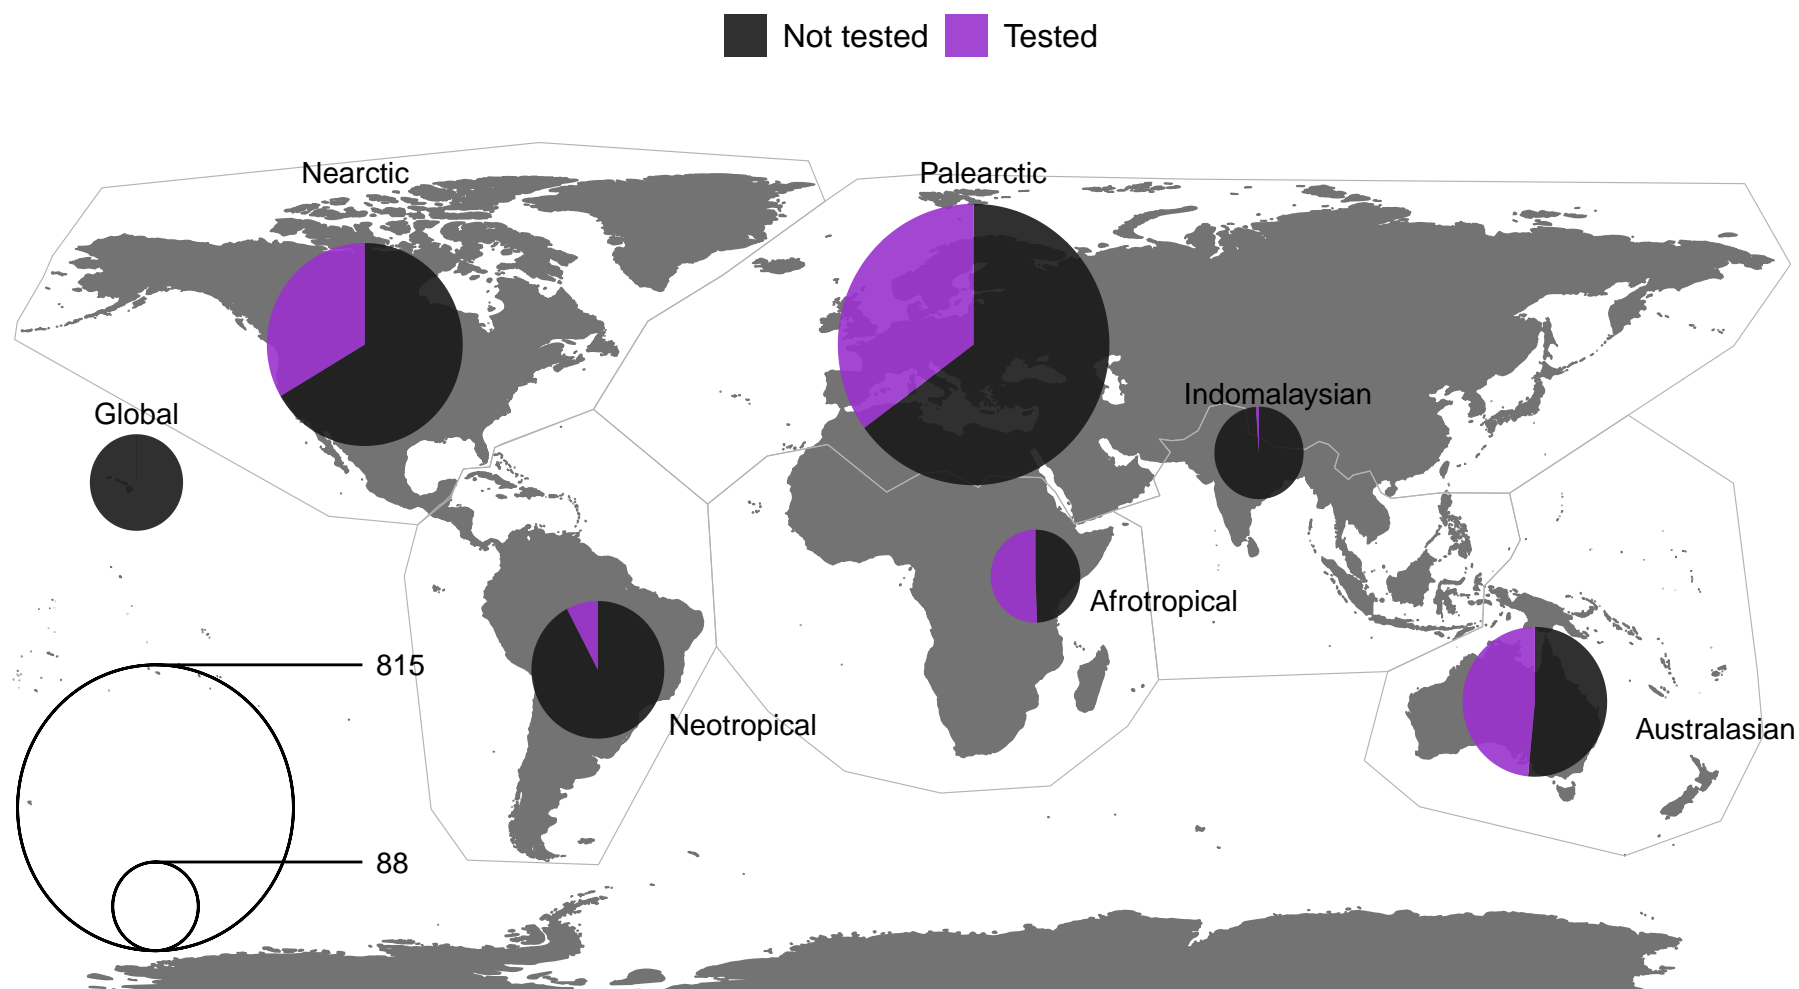 Not tested Tested
Nearctic
Palearctic
Indomalaysian
Global
Afrotropical
815
Neotropical
Australasian
88